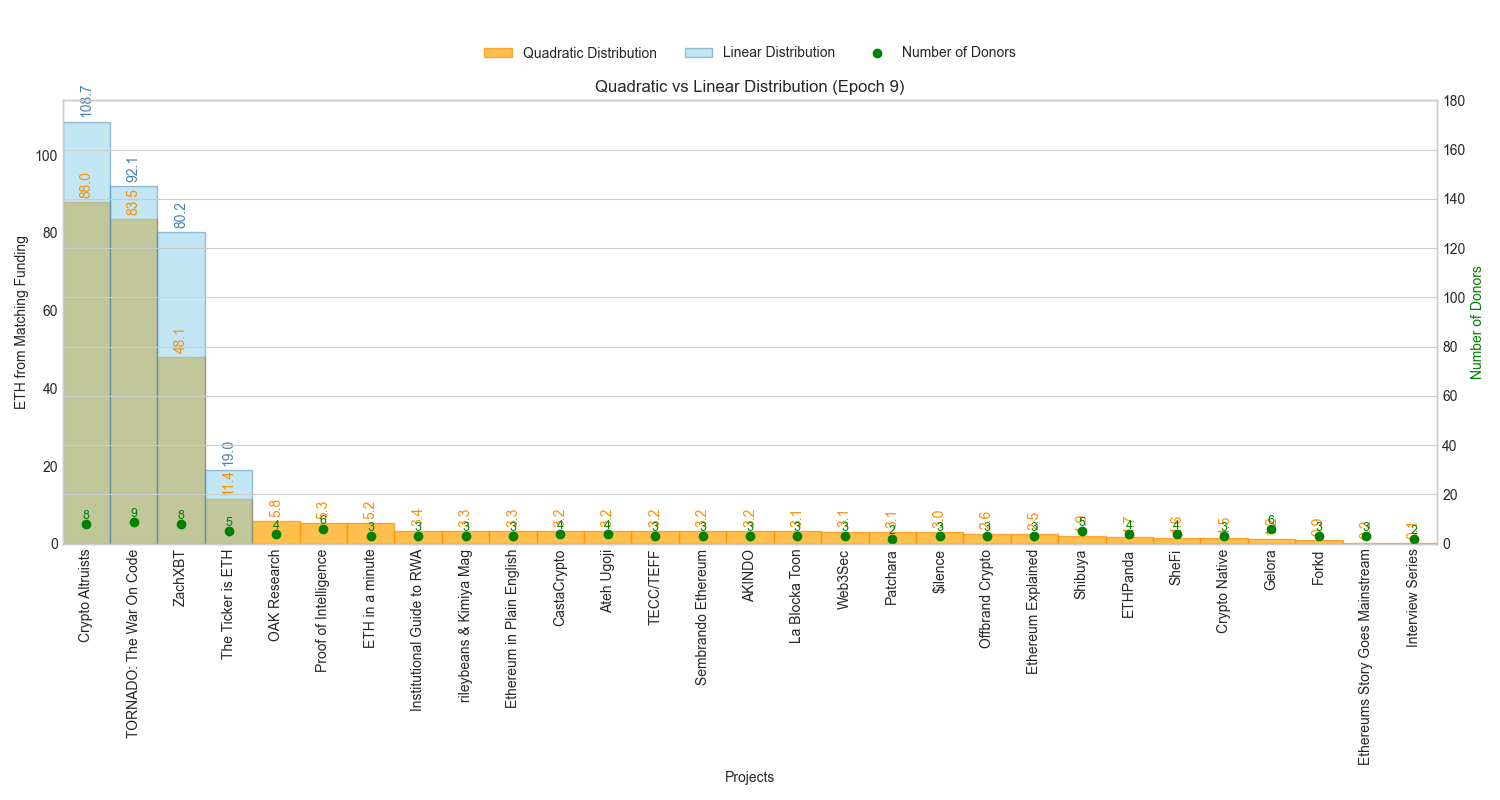 Quadratic Distribution
Linear Distribution
Number of Donors
Quadratic vs Linear Distribution (Epoch 9)
ETH from Matching Funding
100
80
60
40
20
0
108.7
92.1
80.2
19.0
88.0
83.5
48.1
11.4
5.8
5.3
5.2
3.4
3.3
3.3
3.2
3.2
3.2
3.2
3.2
3.1
3.1
3.1
3.0
2.6
2.5
8
9
8
5
4
6
3
3
3
3
4
4
3
3
3
3
3
2
3
3
3
5
4
4
3
6
3
3
2
180
160
140
120
100
80
60
40
20
0
Number of Donors
Crypto Altruists
TORNADO: The War On Code
ZachXBT
The Ticker is ETH
OAK Research
Proof of Intelligence
ETH in a minute
Institutional Guide to RWA
rileybeans & Kimiya Mag
Ethereum in Plain English
CastaCrypto
Ateh Ugoji
TECC/TEFF
Sembrando Ethereum
AKINDO
La Blocka Toon
Web3Sec
Patchara
$ilence
Offbrand Crypto
Ethereum Explained
Shibuya
ETHPanda
SheFi
Crypto Native
Gelora
Forkd
Ethereums Story Goes Mainstream
Interview Series
Projects